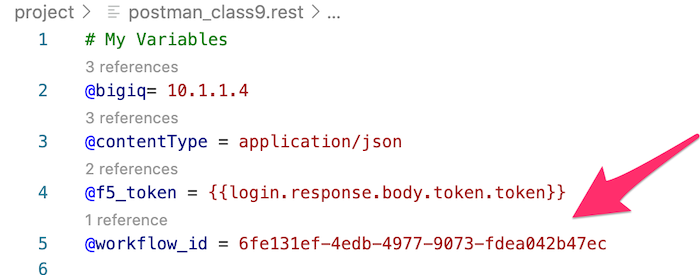 project > postman_class9.rest > ...
1 # My Variables
3 references
2 @bigiq= 10.1.1.4
3 references
3 @contentType = application/json
2 references
4 @f5_token = {{login.response.body.token.token}}
1 reference
5 @workflow_id = 6fe131ef-4edb-4977-9073-fdea042b47ec
6